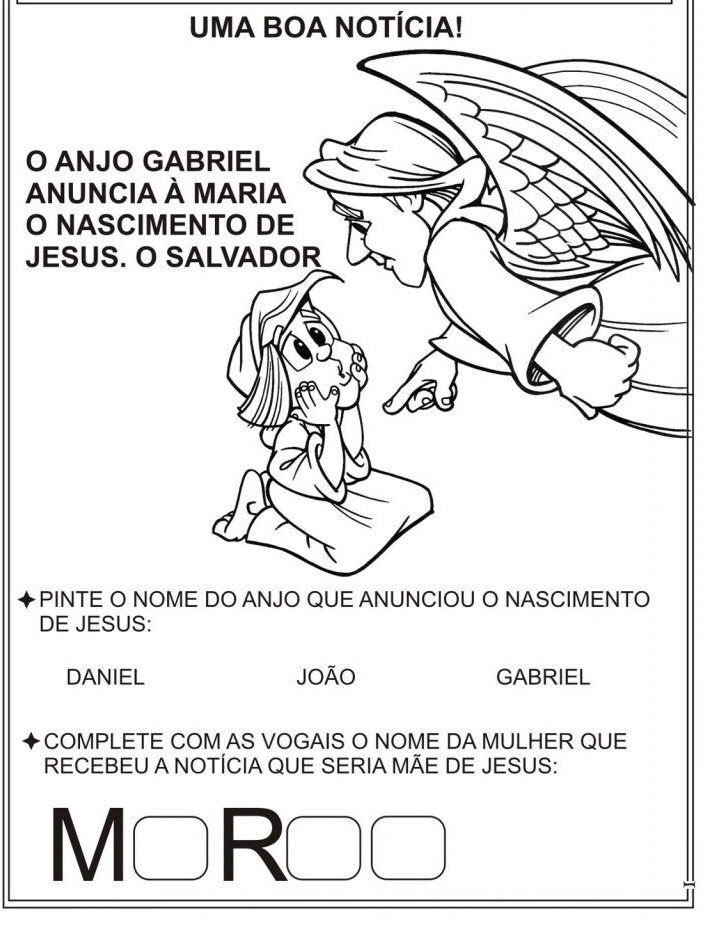 UMA BOA NOTÍCIA!
O ANJO GABRIEL
ANUNCIA À MARIA
O NASCIMENTO DE
JESUS. O SALVADOR
PINTE O NOME DO ANJO QUE ANUNCIOU O NASCIMENTO
DE JESUS:
DANIEL JOÃO GABRIEL
COMPLETE COM AS VOGAIS O NOME DA MULHER QUE
RECEBEU A NOTÍCIA QUE SERIA MÃE DE JESUS:
M R